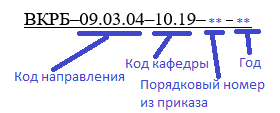 ВКРБ–09.03.04–10.19– ** – **
Код направления
Код кафедры
Порядковый номер
из приказа
Год